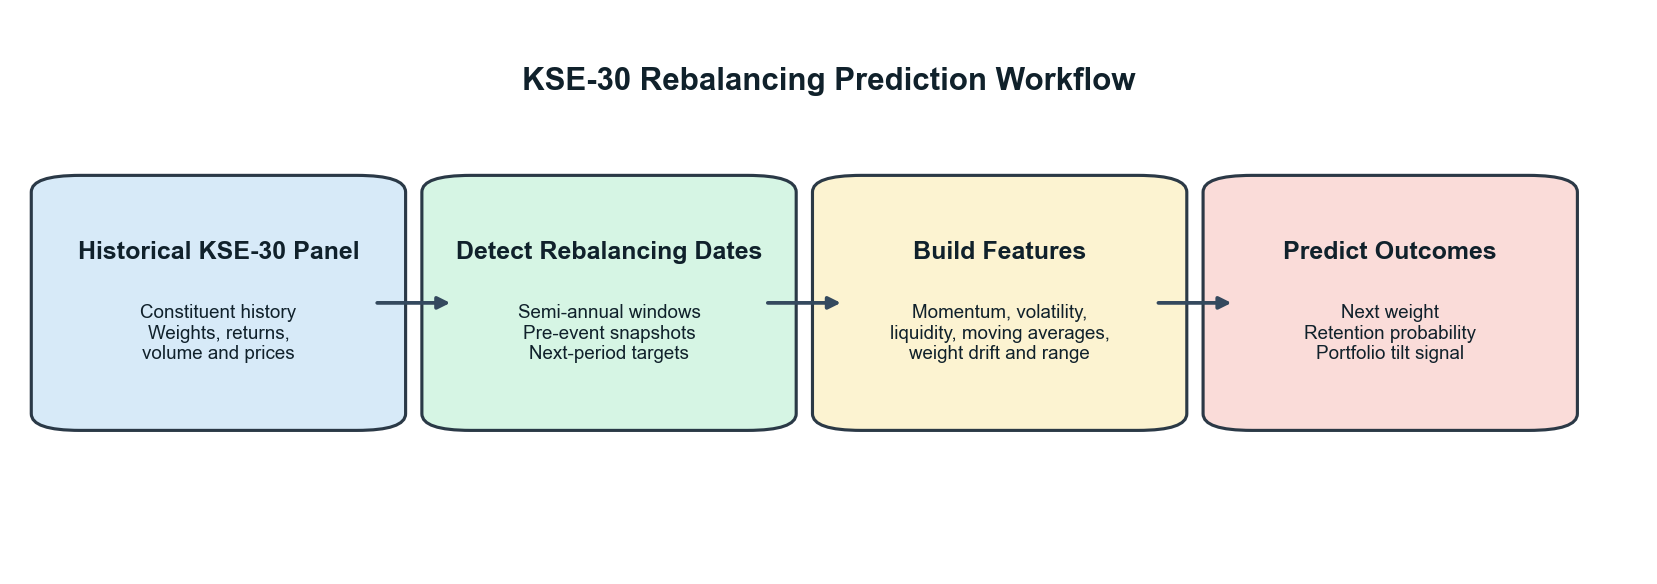 KSE-30 Rebalancing Prediction Workflow
Historical KSE-30 Panel
Constituent history
Weights, returns,
volume and prices
Detect Rebalancing Dates
Semi-annual windows
Pre-event snapshots
Next-period targets
Build Features
Momentum, volatility,
liquidity, moving averages,
weight drift and range
Predict Outcomes
Next weight
Retention probability
Portfolio tilt signal